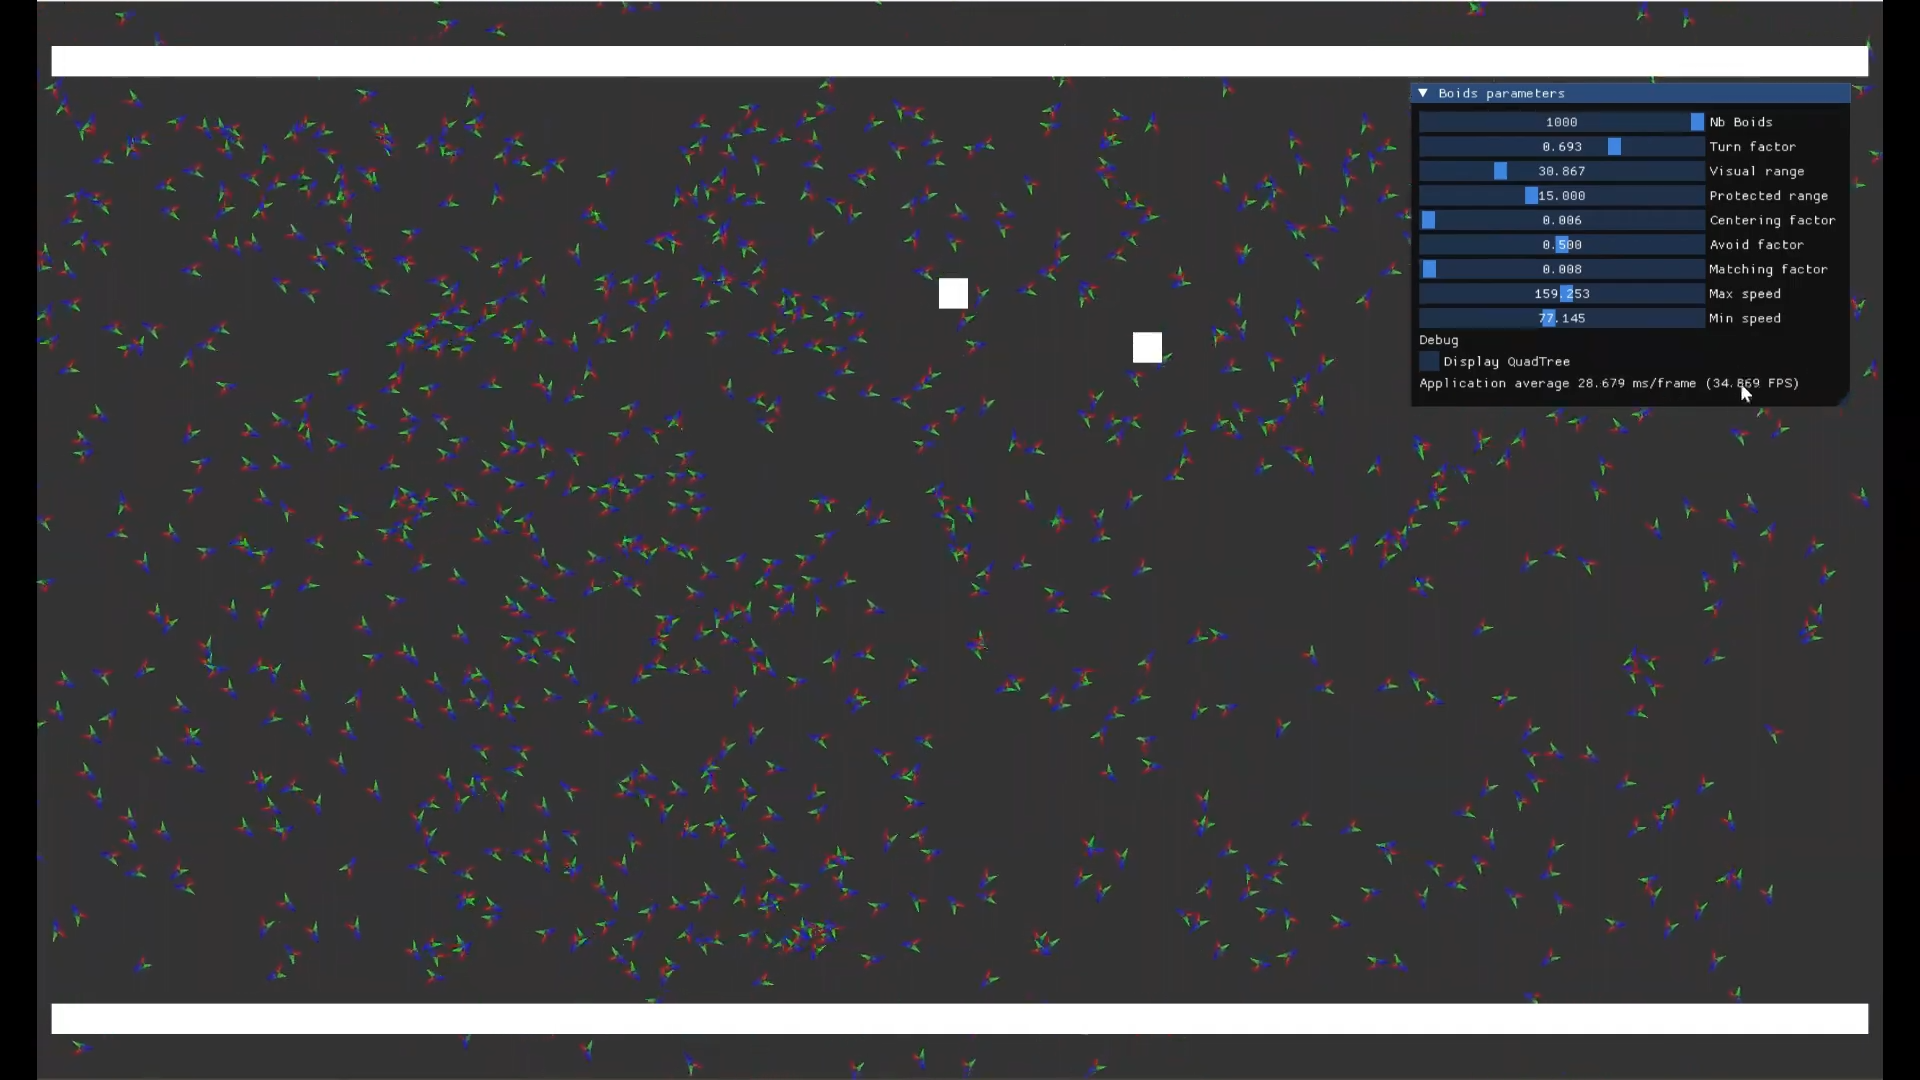 Boids parameters
1000 Nb Boids
0.693 Turn factor
30.867 Visual range
15.000 Protected range
0.006 Centering factor
0.500 Avoid factor
0.008 Matching factor
159.253 Max speed
77.145 Min speed
Debug
Display QuadTree
Application average 28.679 ms/frame (34.869 FPS)